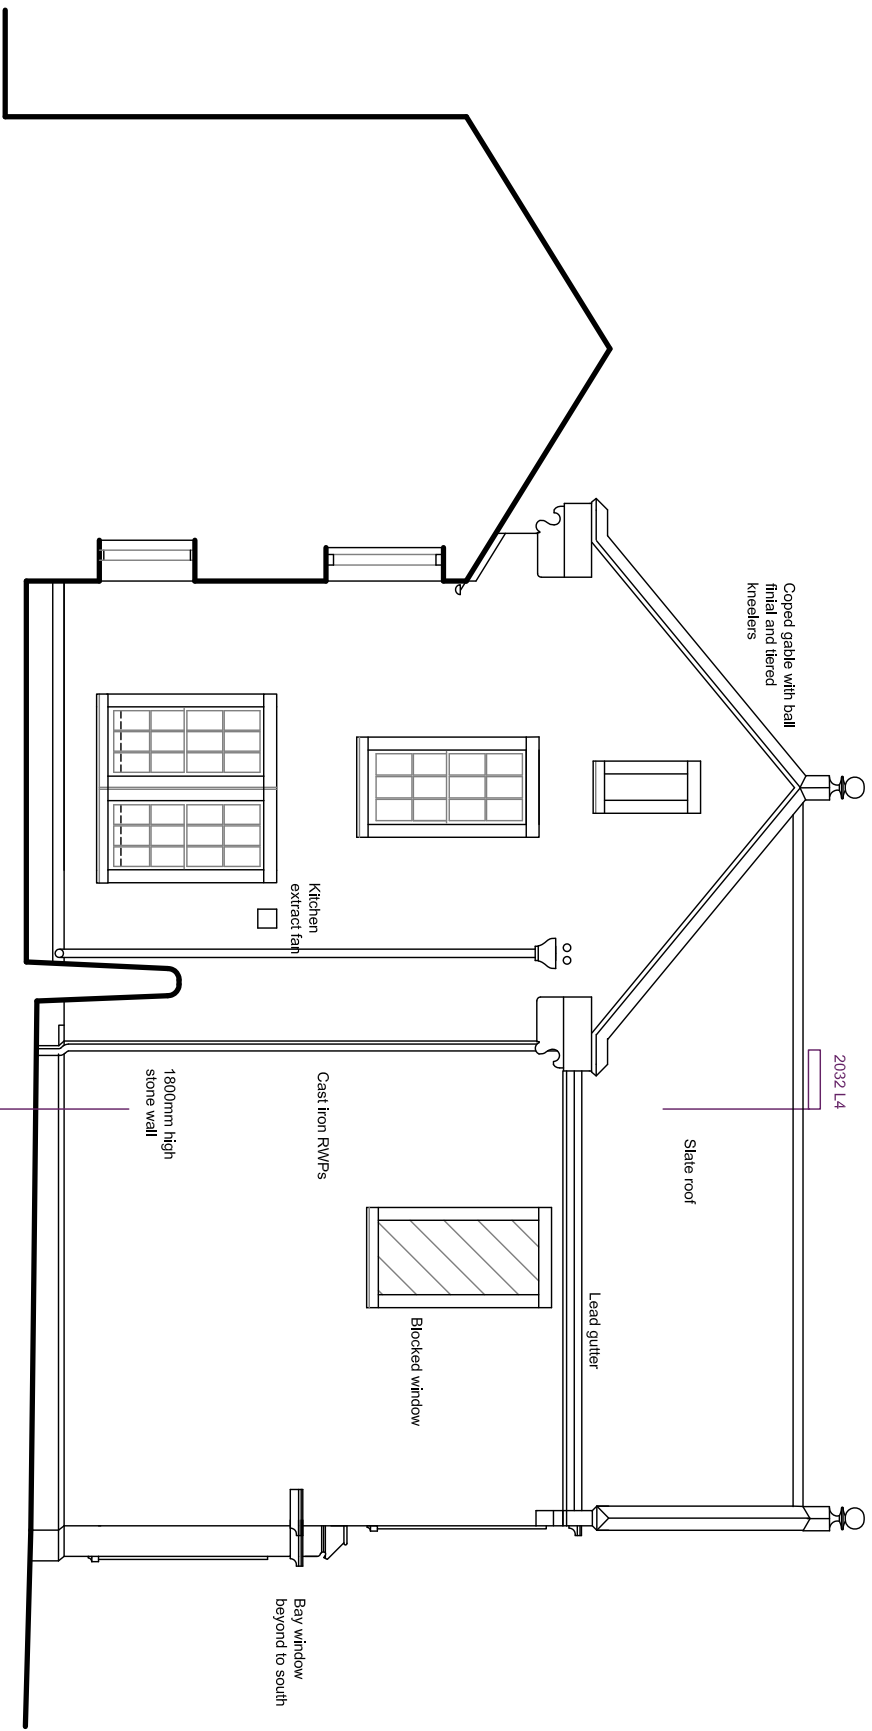 Coped gable with ball
finial and tiered
kneelers
2032 L4
Slate roof
Lead gutter
Kitchen
extract fan
Cast iron RWPs
Blocked window
1800mm high
stone wall
Bay window
beyond to south